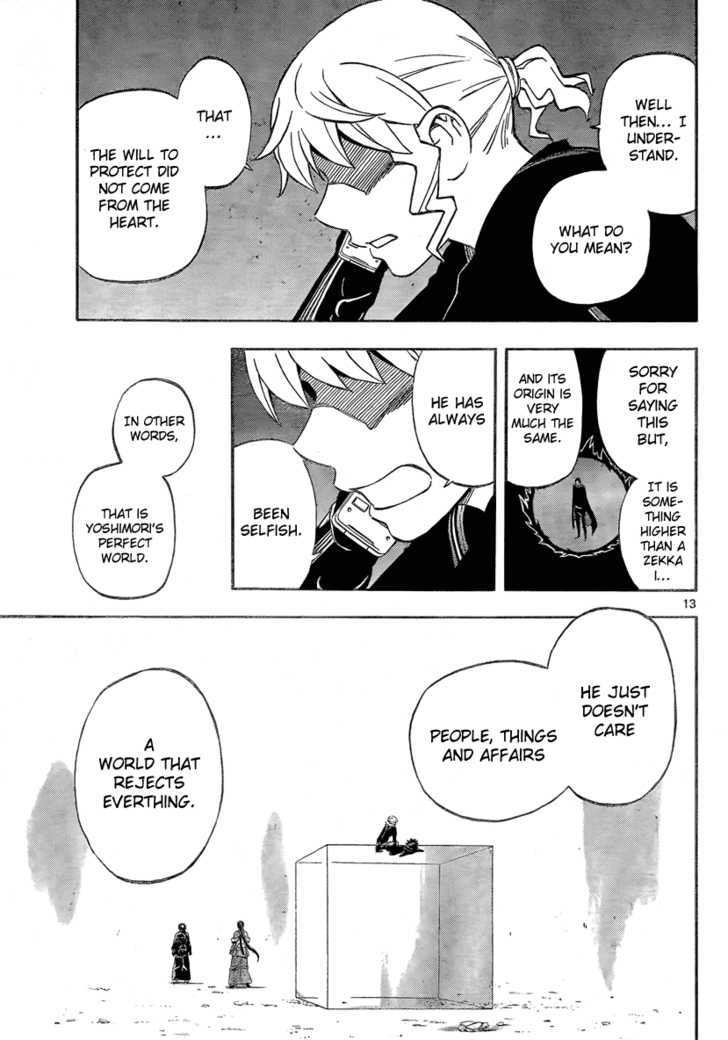 WELL
THEN... I
UNDER-
STAND.
WHAT DO
YOU MEAN?
THAT
...
THE WILL TO
PROTECT DID
NOT COME
FROM THE
HEART.
SORRY
FOR
SAYING
THIS
BUT,
IT IS
SOME-
THING
HIGHER
THAN A
ZEKKA
I...
AND ITS
ORIGIN IS
VERY
MUCH THE
SAME.
HE HAS
ALWAYS
BEEN
SELFISH.
IN OTHER
WORDS,
THAT IS
YOSHIMORI'S
PERFECT
WORLD.
13
HE JUST
DOESN'T
CARE
PEOPLE, THINGS
AND AFFAIRS
A
WORLD THAT
REJECTS
EVERTHING.